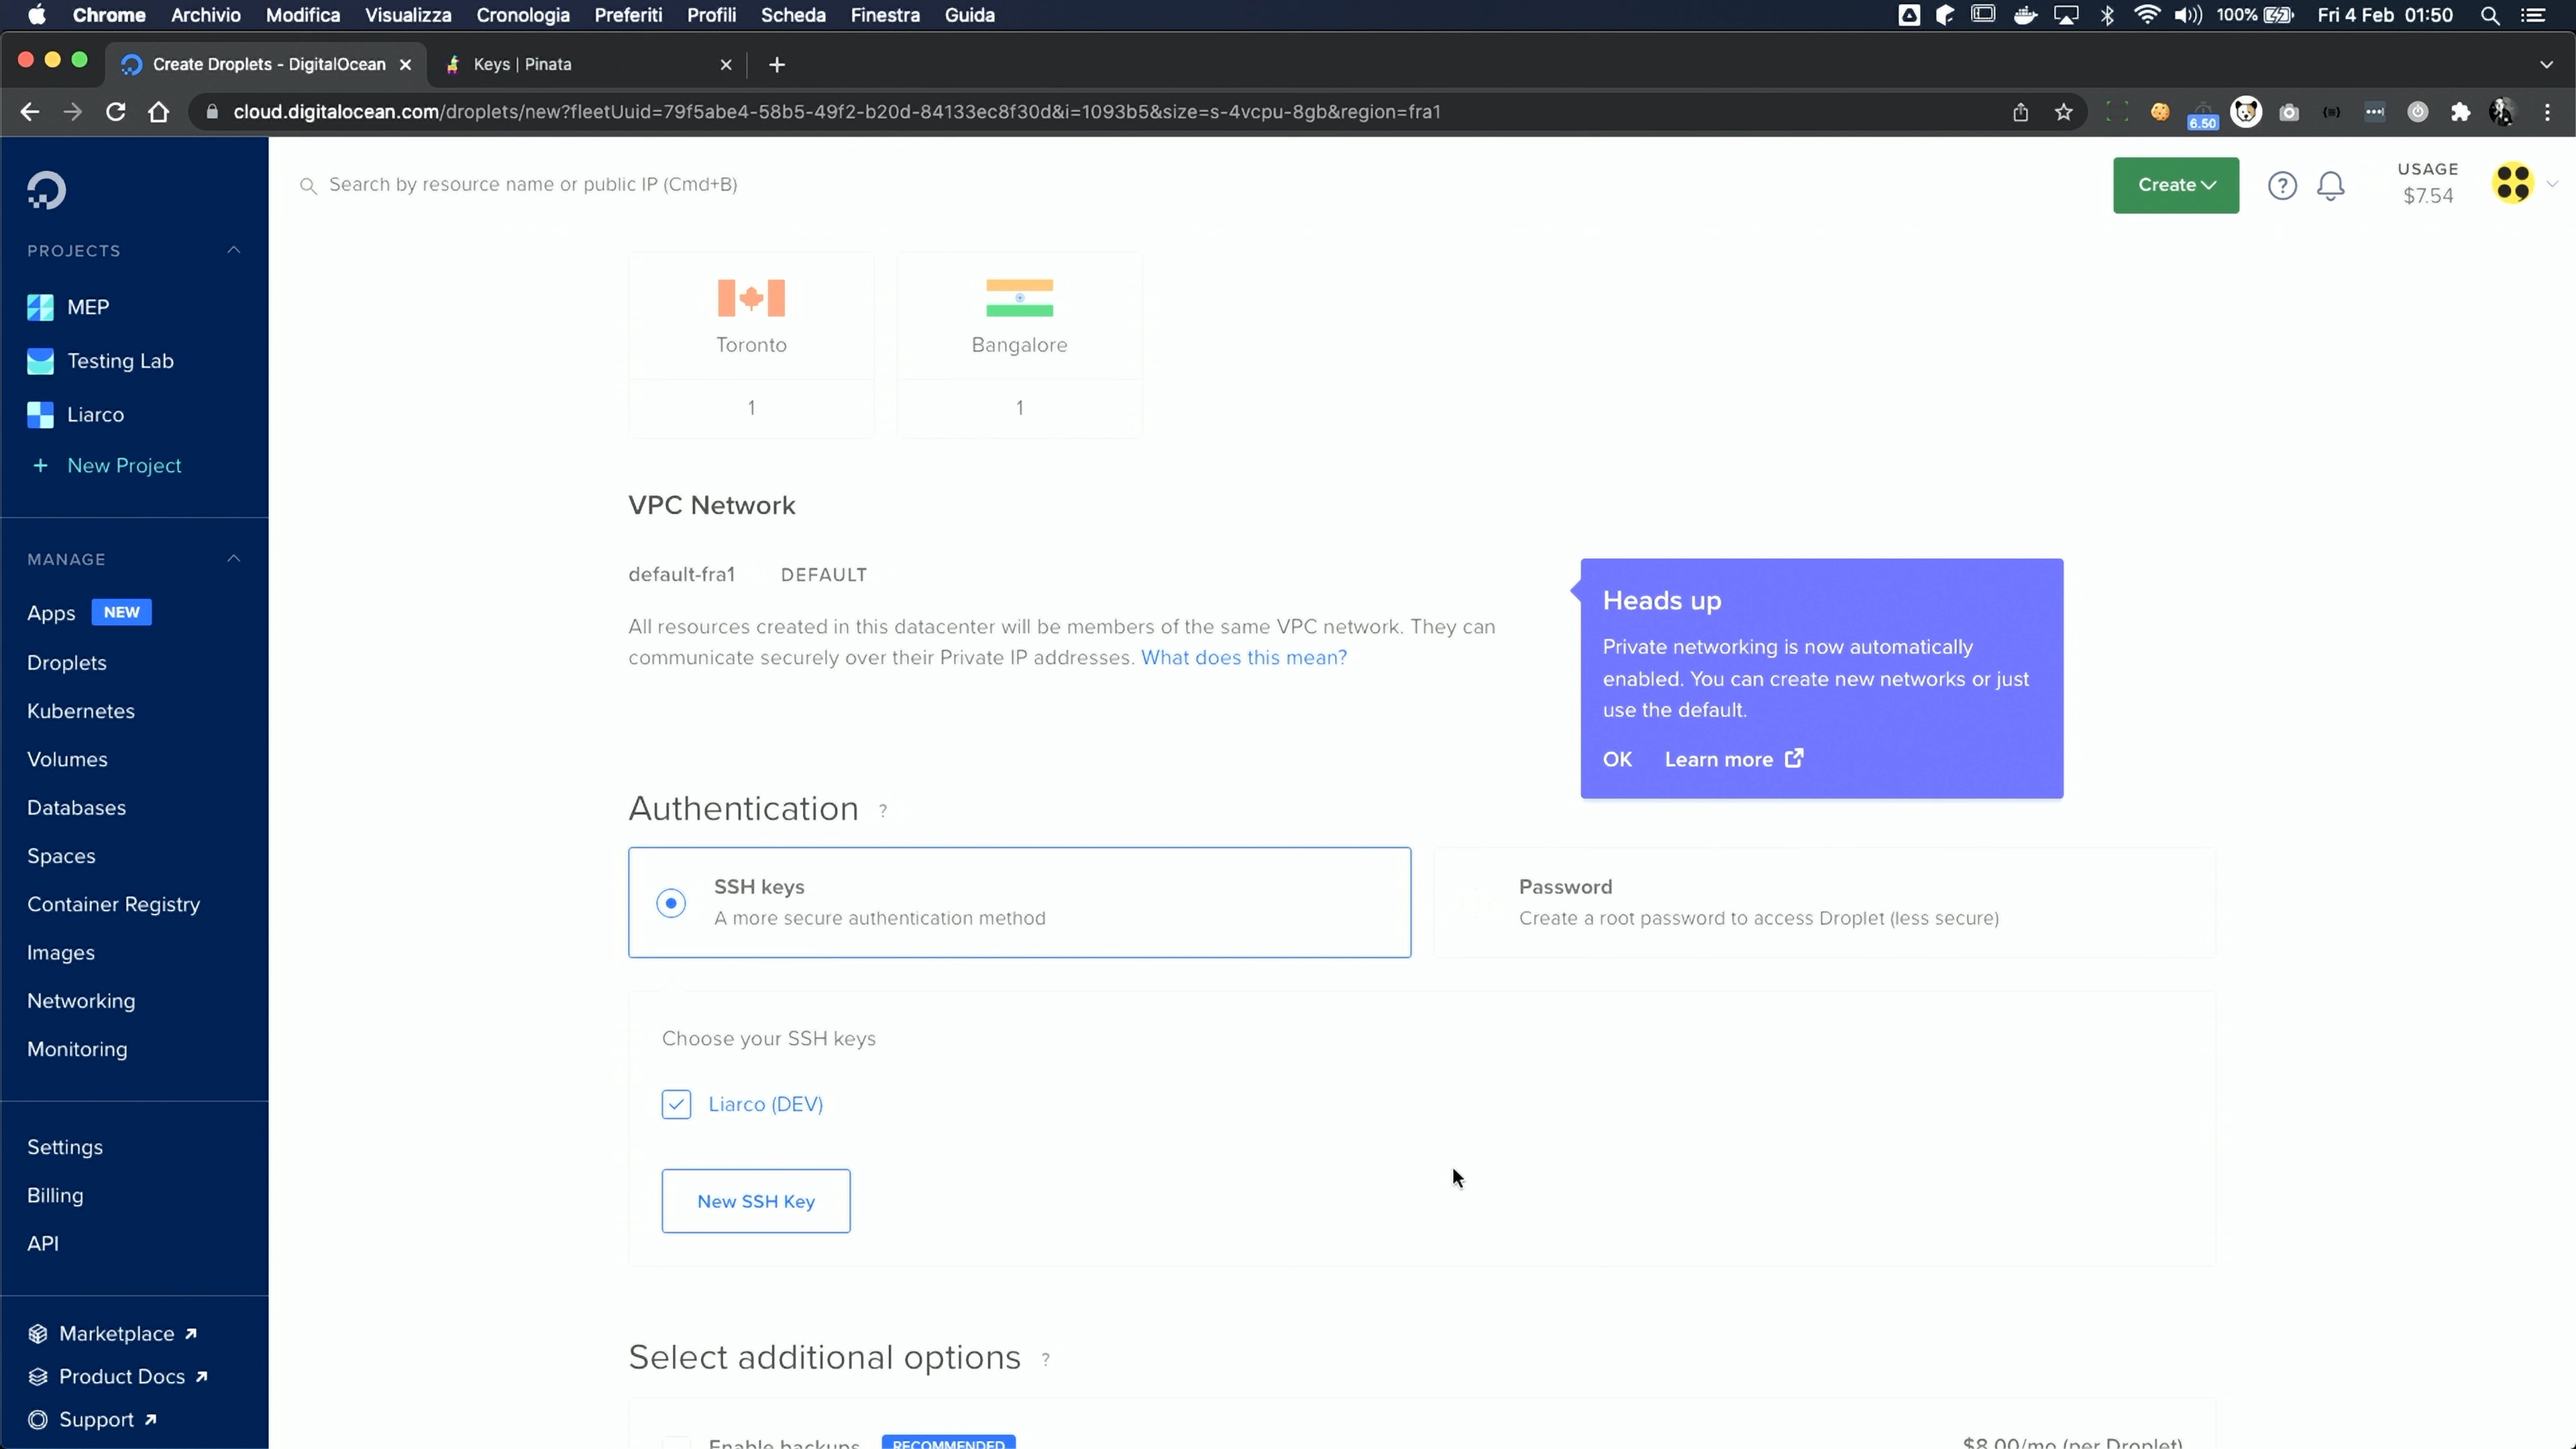 Chrome Archivio Modifica Visualizza Cronologia Preferiti Profili Scheda Finestra Guida 100% Fri 4 Feb 01:50
Create Droplets - DigitalOcean Keys | Pinata
cloud.digitalocean.com/droplets/new?fleetUuid=79f5abe4-58b5-49f2-b20d-84133ec8f30d&i=1093b5&size=s-4vcpu-8gb&region=fra1 6.50
Search by resource name or public IP (Cmd+B)
Create
USAGE
$7.54
PROJECTS
MEP
Testing Lab
Liarco
+ New Project
MANAGE
Apps NEW
Droplets
Kubernetes
Volumes
Databases
Spaces
Container Registry
Images
Networking
Monitoring
Settings
Billing
API
Marketplace
Product Docs
Support
Toronto
1
Bangalore
1
VPC Network
default-fra1 DEFAULT
All resources created in this datacenter will be members of the same VPC network. They can
communicate securely over their Private IP addresses. What does this mean?
Heads up
Private networking is now automatically
enabled. You can create new networks or just
use the default.
OK Learn more
Authentication ?
SSH keys
A more secure authentication method
Password
Create a root password to access Droplet (less secure)
Choose your SSH keys
Liarco (DEV)
New SSH Key
Select additional options ?
Enable backups RECOMMENDED $8.00/mo (per Droplet)